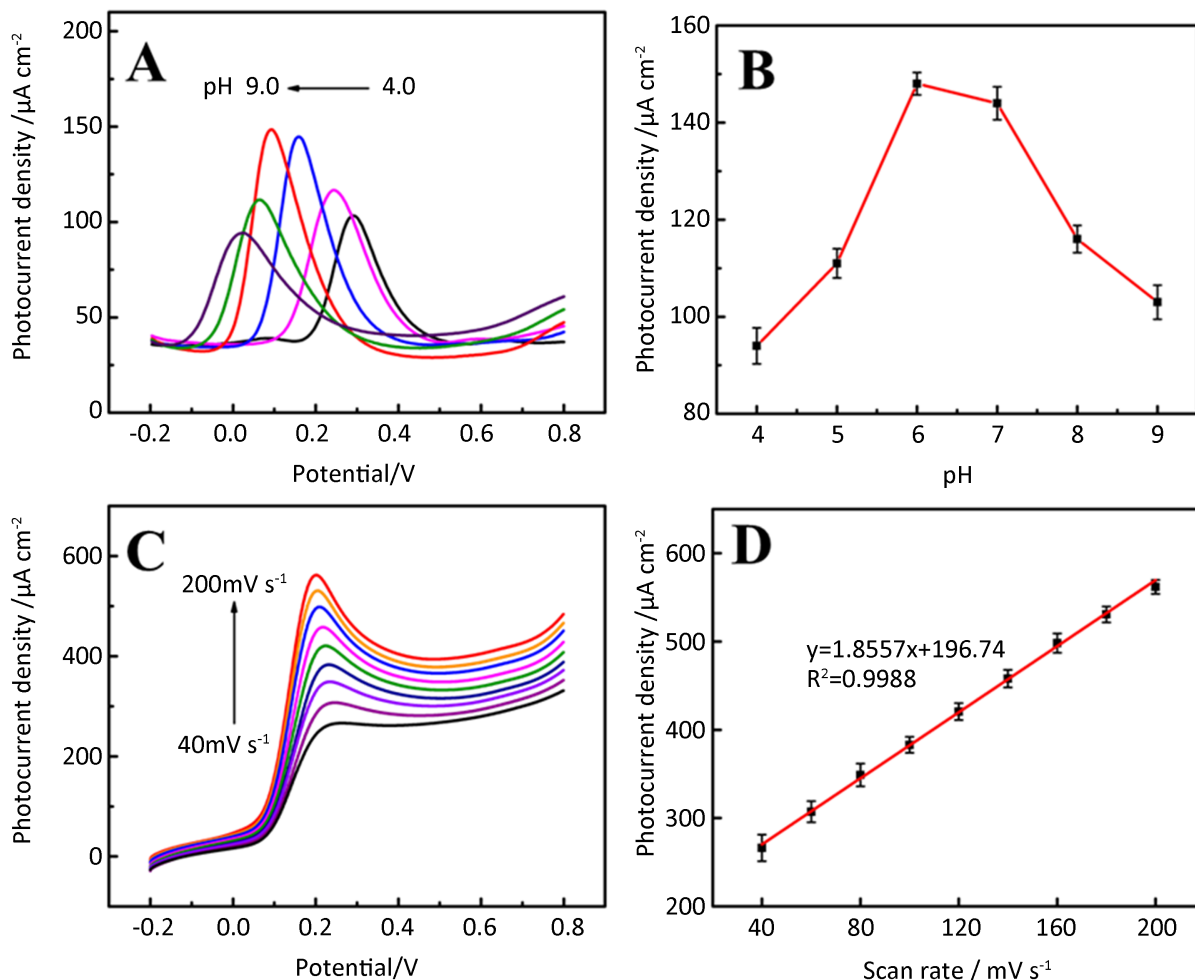 A
pH 9.0 4.0
Photocurrent density /µA cm⁻²
200
150
100
50
0
-0.2 0.0 0.2 0.4 0.6 0.8
Potential/V
B
Photocurrent density /µA cm⁻²
160
140
120
100
80
4 5 6 7 8 9
pH
C
200mV s⁻¹
40mV s⁻¹
Photocurrent density /µA cm⁻²
600
400
200
0
-0.2 0.0 0.2 0.4 0.6 0.8
Potential/V
D
y=1.8557x+196.74
R²=0.9988
Photocurrent density /µA cm⁻²
600
500
400
300
200
40 80 120 160 200
Scan rate / mV s⁻¹